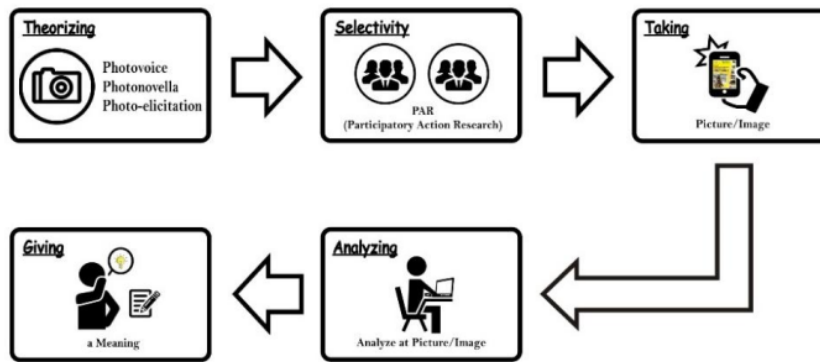 Theorizing
Photovoice
Photonovella
Photo-elicitation
Selectivity
PAR
(Participatory Action Research)
Taking
Picture/Image
Giving
a Meaning
Analyzing
Analyze at Picture/Image